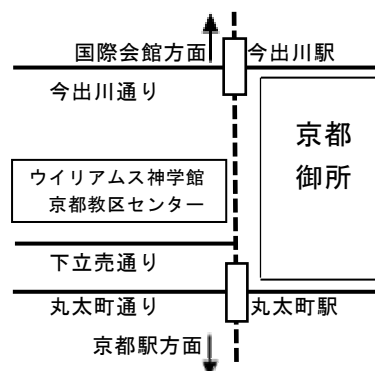 国際会館方面
今出川駅
今出川通り
京都
御所
ウイリアムス神学館
京都教区センター
下立売通り
丸太町通り
丸太町駅
京都駅方面